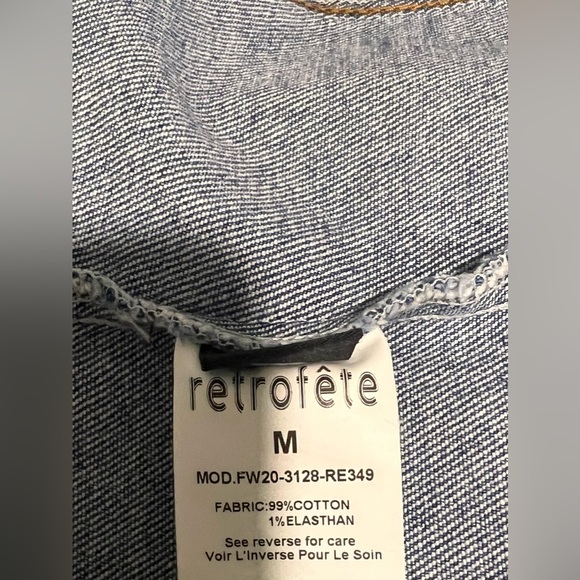 retrofête
M
MOD.FW20-3128-RE349
FABRIC:99%COTTON
1%ELASTHAN
See reverse for care
Voir L'Inverse Pour Le Soin